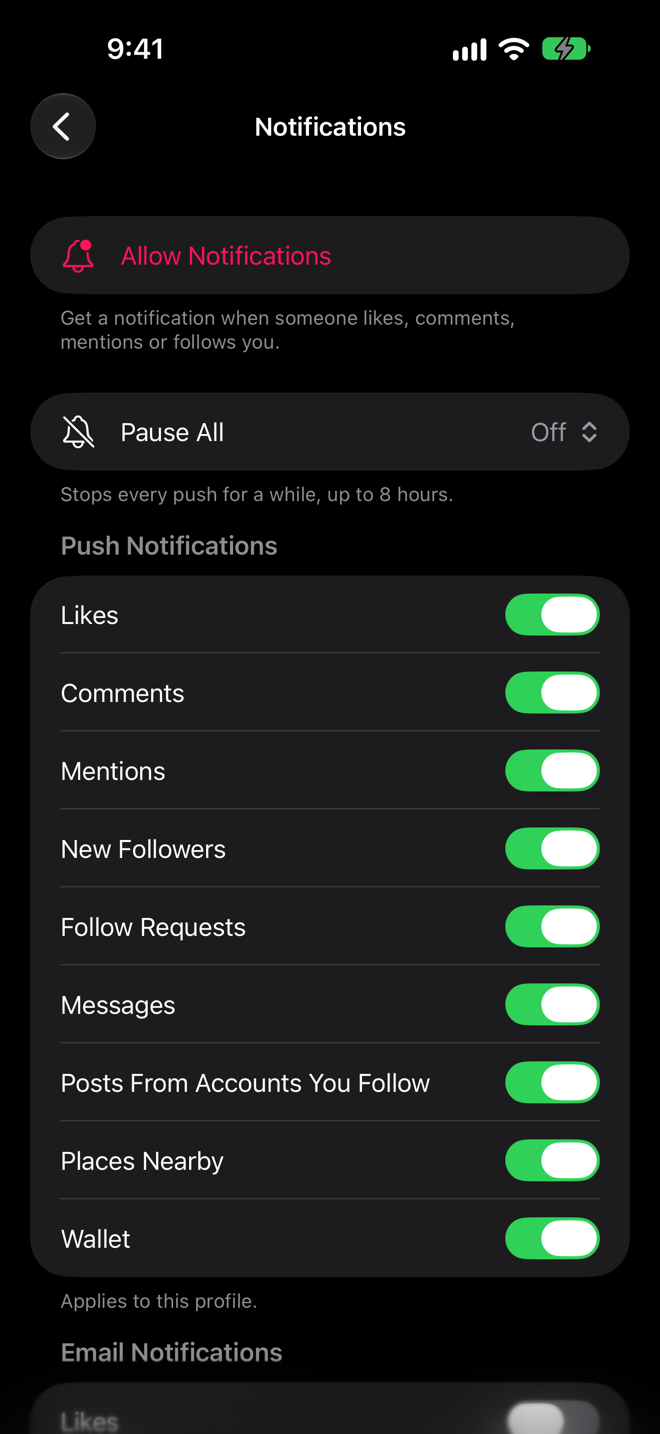 9:41
Notifications
Allow Notifications
Get a notification when someone likes, comments,
mentions or follows you.
Pause All
Off
Stops every push for a while, up to 8 hours.
Push Notifications
Likes
Comments
Mentions
New Followers
Follow Requests
Messages
Posts From Accounts You Follow
Places Nearby
Wallet
Applies to this profile.
Email Notifications
Likes